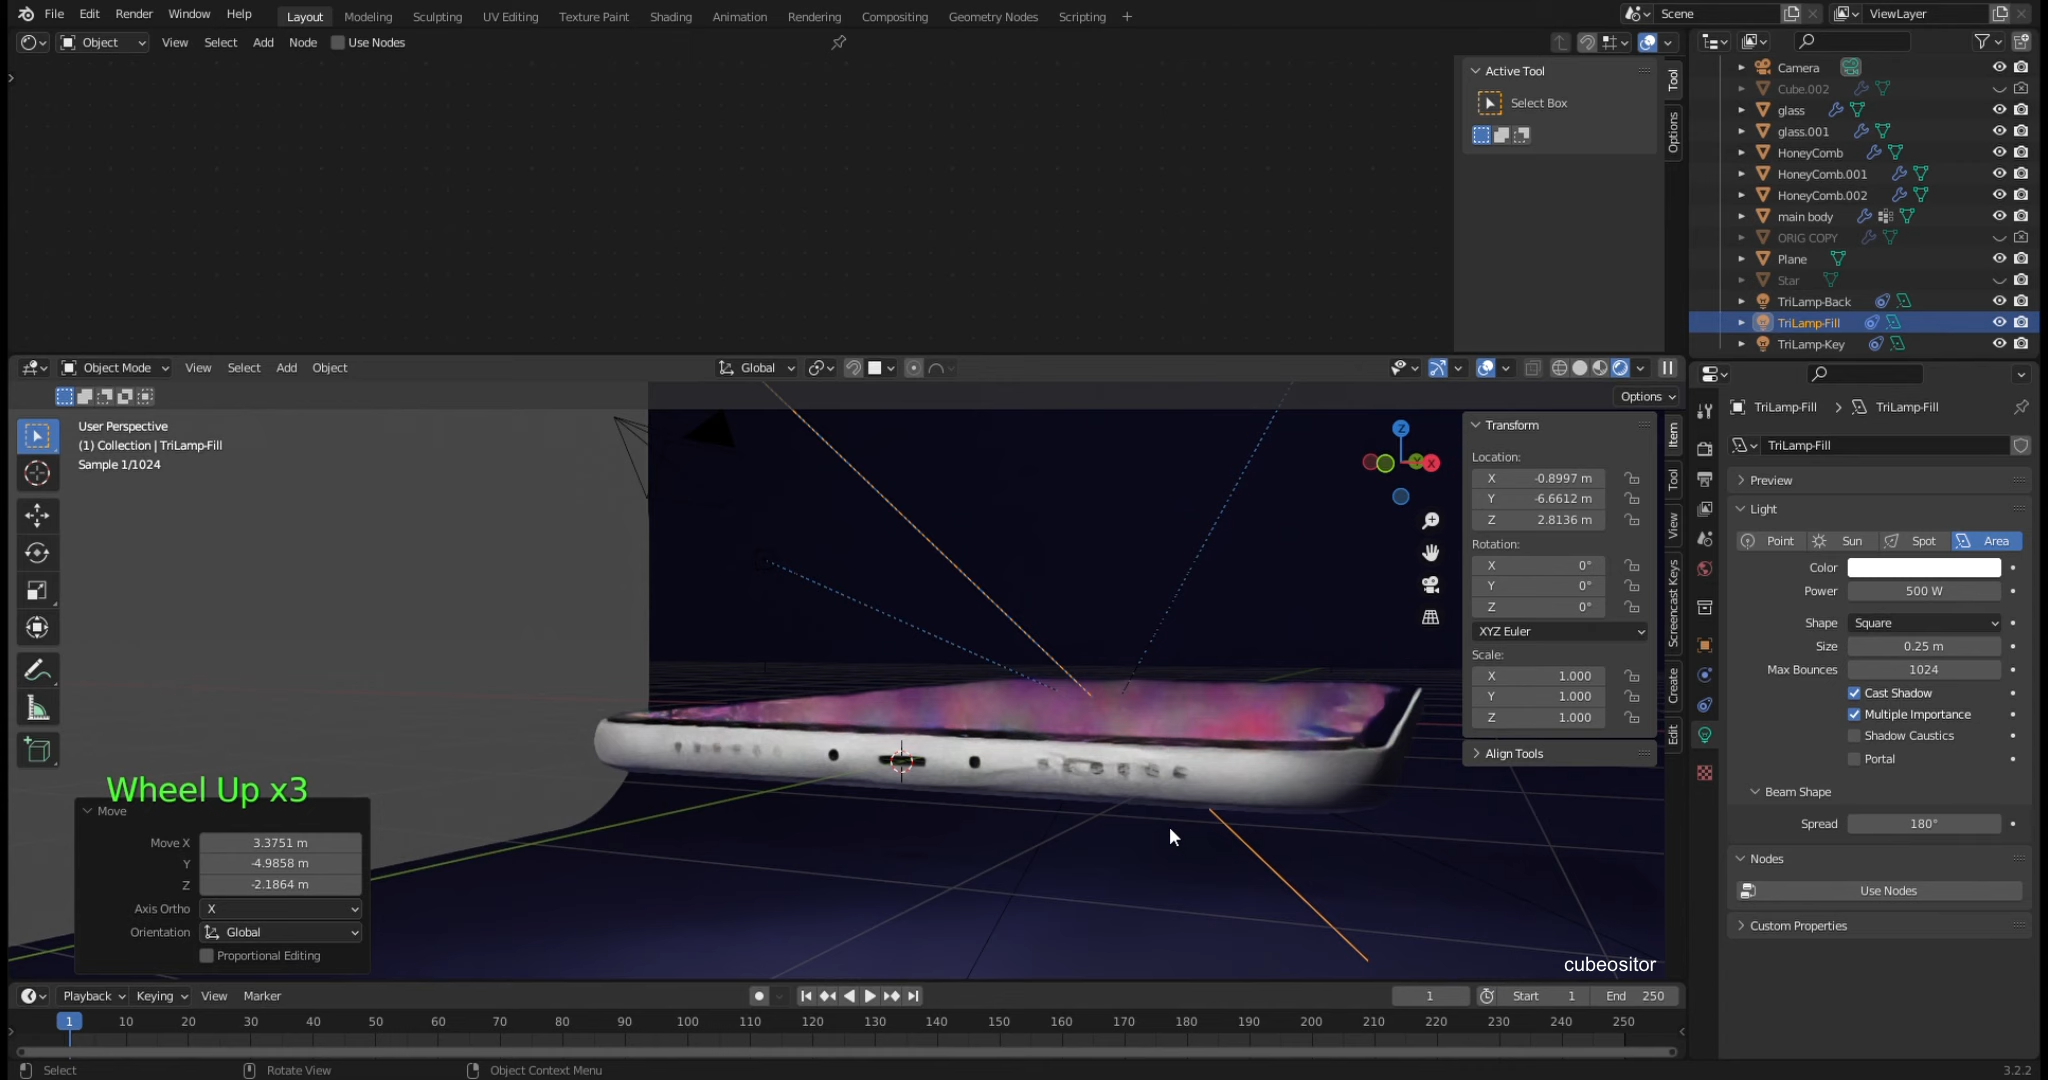 File Edit Render Window Help Layout Modeling Sculpting UV Editing Texture Paint Shading Animation Rendering Compositing Geometry Nodes Scripting + Scene ViewLayer
Object View Select Add Node Use Nodes
Active Tool
Select Box
Tool
Options
Camera
Cube.002
glass
glass.001
HoneyComb
HoneyComb.001
HoneyComb.002
main body
ORIG COPY
Plane
Star
TriLamp-Back
TriLamp-Fill
TriLamp-Key
Object Mode View Select Add Object Global
Options
User Perspective
(1) Collection | TriLamp-Fill
Sample 1/1024
Z
Y
X
Transform
Location:
X -0.8997 m
Y -6.6612 m
Z 2.8136 m
Rotation:
X 0°
Y 0°
Z 0°
XYZ Euler
Scale:
X 1.000
Y 1.000
Z 1.000
Align Tools
Item
Tool
View
Screencast Keys
Create
Edit
TriLamp-Fill TriLamp-Fill
TriLamp-Fill
Preview
Light
Point Sun Spot Area
Color
Power 500 W
Shape Square
Size 0.25 m
Max Bounces 1024
Cast Shadow
Multiple Importance
Shadow Caustics
Portal
Beam Shape
Spread 180°
Nodes
Use Nodes
Custom Properties
Wheel Up x3
Move
Move X 3.3751 m
Y -4.9858 m
Z -2.1864 m
Axis Ortho X
Orientation Global
Proportional Editing
cubeositor
Playback Keying View Marker 1 Start 1 End 250
1 10 20 30 40 50 60 70 80 90 100 110 120 130 140 150 160 170 180 190 200 210 220 230 240 250
Select Rotate View Object Context Menu 3.2.2